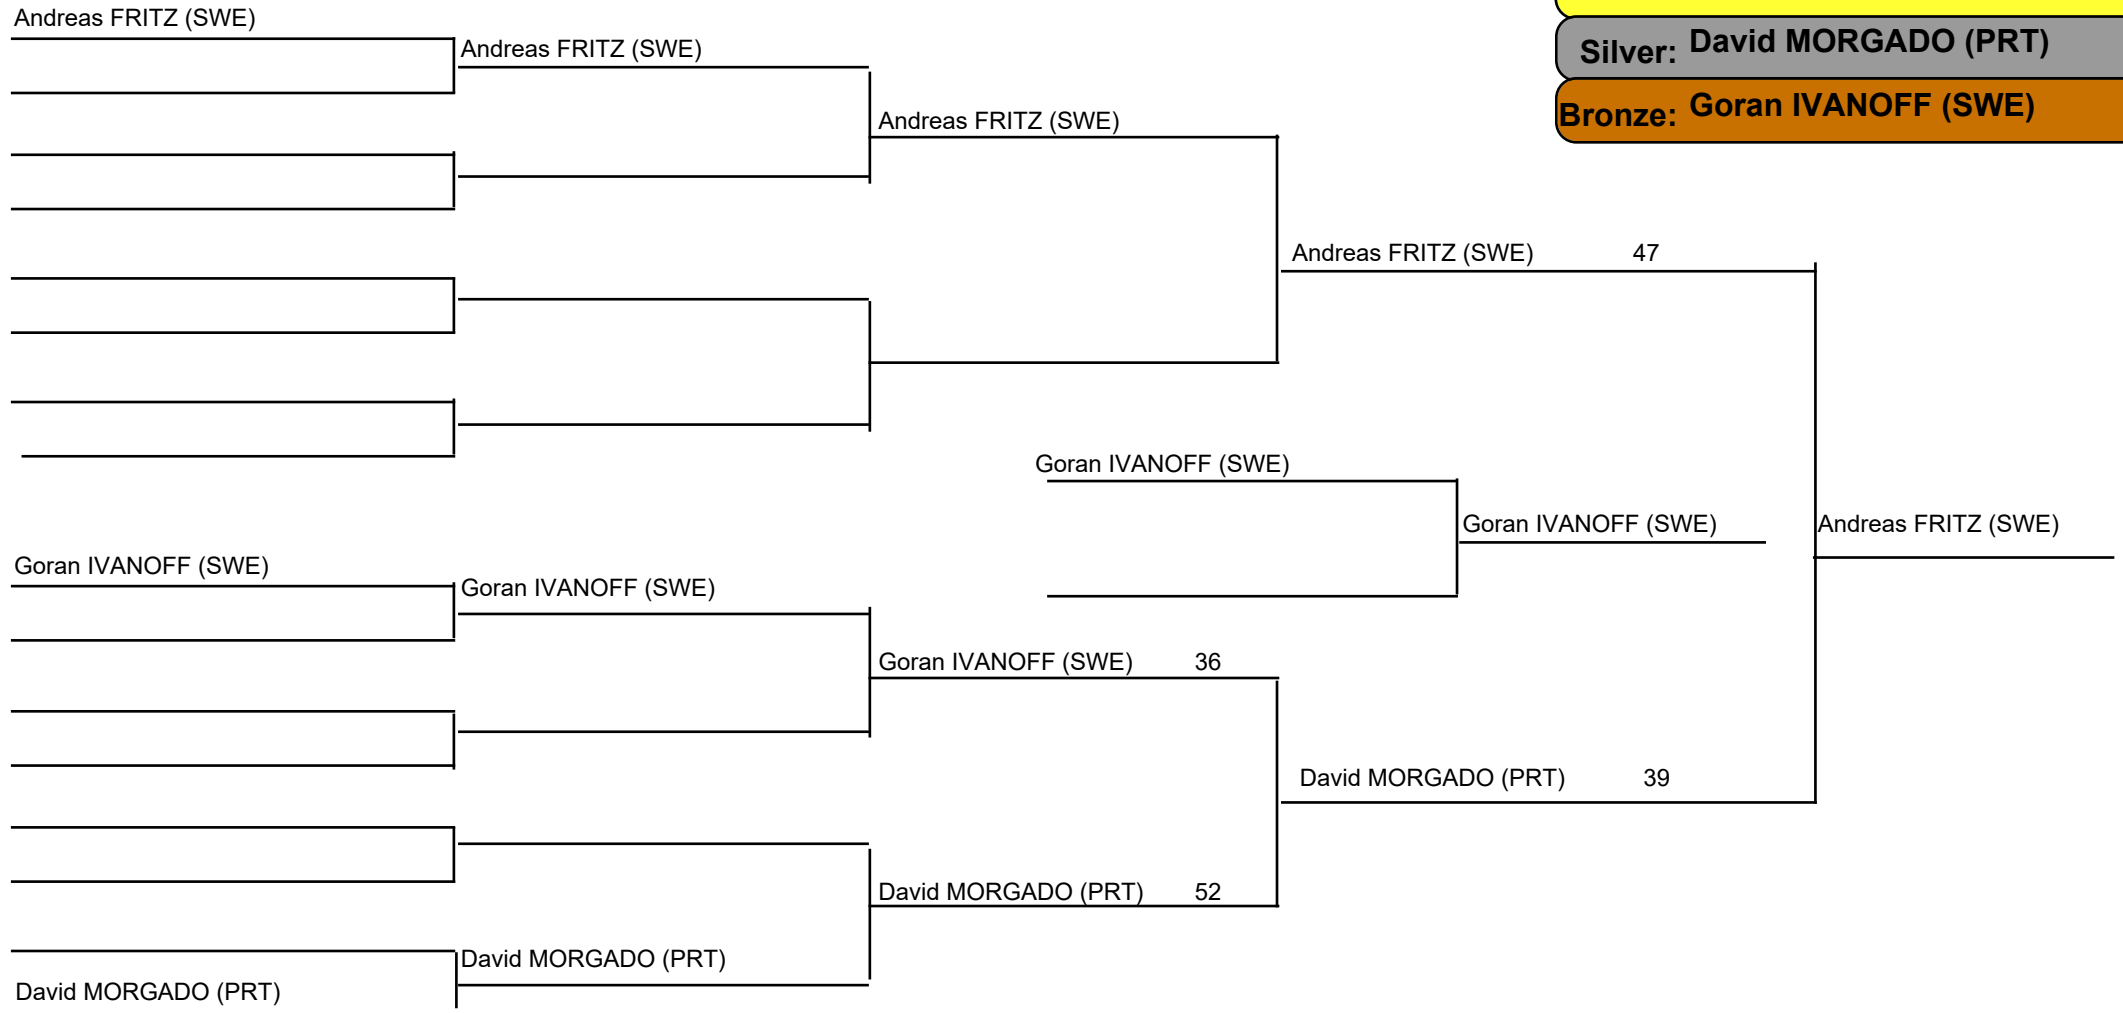 Andreas FRITZ (SWE)
Andreas FRITZ (SWE)
Silver: David MORGADO (PRT)
Bronze: Goran IVANOFF (SWE)
Andreas FRITZ (SWE)
Andreas FRITZ (SWE) 47
Goran IVANOFF (SWE)
Goran IVANOFF (SWE)
Andreas FRITZ (SWE)
Goran IVANOFF (SWE)
Goran IVANOFF (SWE)
Goran IVANOFF (SWE) 36
David MORGADO (PRT) 39
David MORGADO (PRT) 52
David MORGADO (PRT)
David MORGADO (PRT)